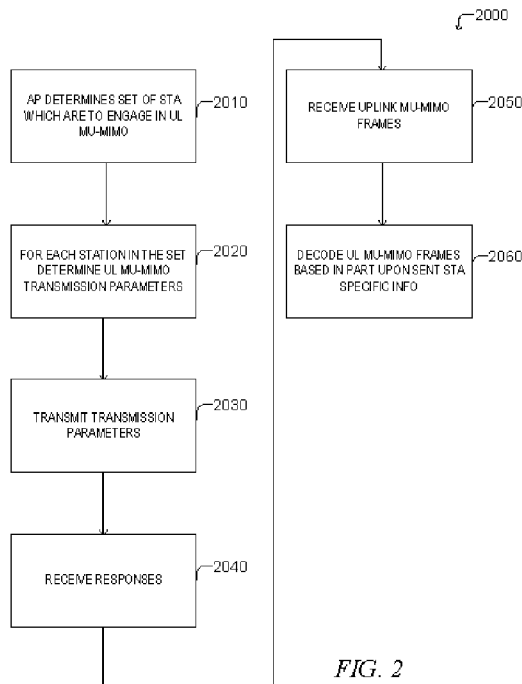 2000
AP DETERMINES SET OF STA
WHICH ARE TO ENGAGE IN UL
MU-MIMO
2010
FOR EACH STATION IN THE SET
DETERMINE UL MU-MIMO
TRANSMISSION PARAMETERS
2020
TRANSMIT TRANSMISSION
PARAMETERS
2030
RECEIVE RESPONSES
2040
RECEIVE UPLINK MU-MIMO
FRAMES
2050
DECODE UL MU-MIMO FRAMES
BASED IN PART UPON SENT STA
SPECIFIC INFO
2060
FIG. 2